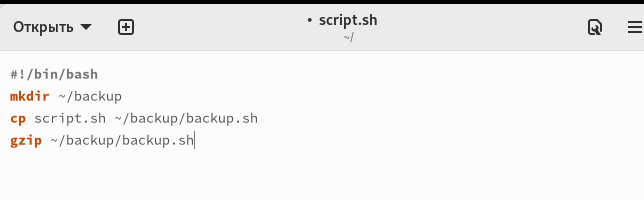 Открыть
• script.sh
~/
#!/bin/bash
mkdir ~/backup
cp script.sh ~/backup/backup.sh
gzip ~/backup/backup.sh